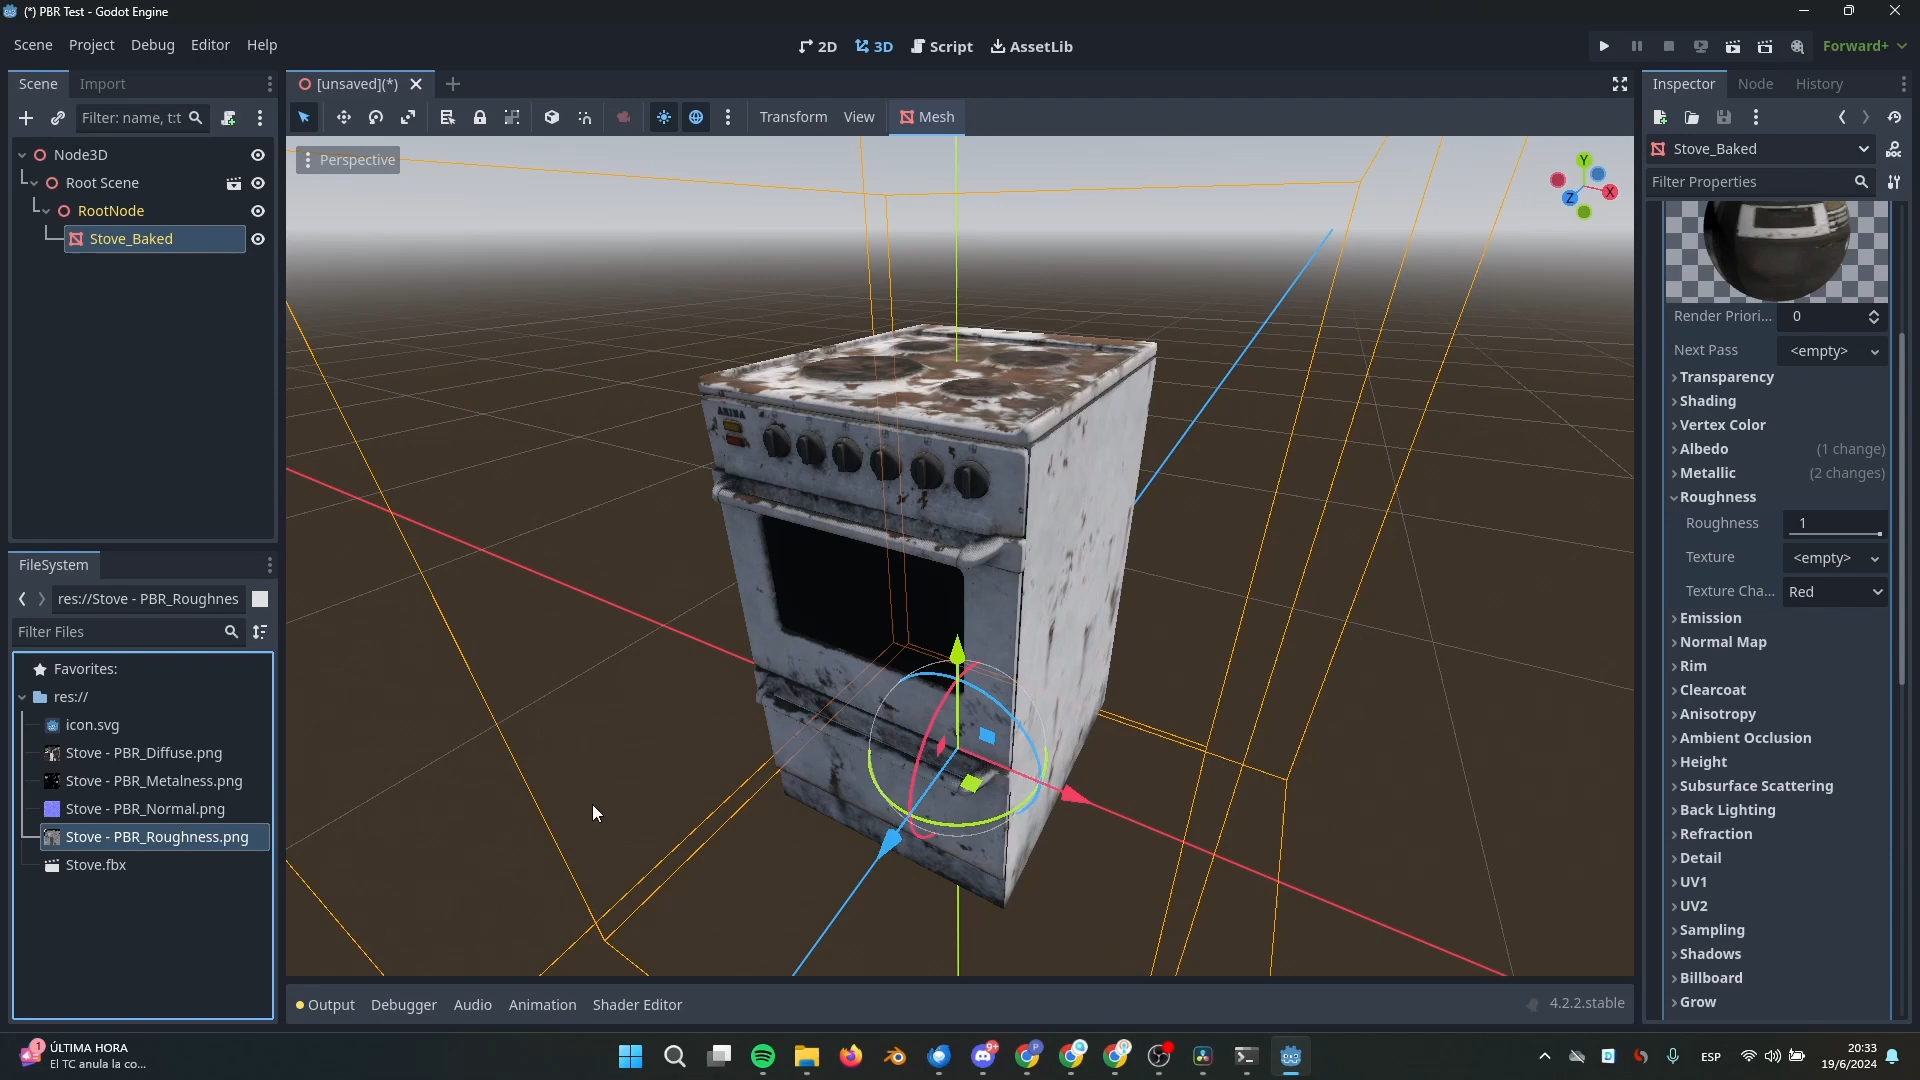 (*) PBR Test - Godot Engine
Scene Project Debug Editor Help
2D 3D Script AssetLib
Forward+
Scene Import
Filter: name, t:t
Node3D
Root Scene
RootNode
Stove_Baked
[unsaved](*)
Transform View Mesh
Perspective
Y
X
Z
FileSystem
res://Stove - PBR_Roughnes
Filter Files
Favorites:
res://
icon.svg
Stove - PBR_Diffuse.png
Stove - PBR_Metalness.png
Stove - PBR_Normal.png
Stove - PBR_Roughness.png
Stove.fbx
Output Debugger Audio Animation Shader Editor
4.2.2.stable
Inspector Node History
Stove_Baked
Filter Properties
Render Priori... 0
Next Pass <empty>
Transparency
Shading
Vertex Color
Albedo (1 change)
Metallic (2 changes)
Roughness
Roughness 1
Texture <empty>
Texture Cha... Red
Emission
Normal Map
Rim
Clearcoat
Anisotropy
Ambient Occlusion
Height
Subsurface Scattering
Back Lighting
Refraction
Detail
UV1
UV2
Sampling
Shadows
Billboard
Grow
1
ÚLTIMA HORA
El TC anula la co...
9+
ESP
20:33
19/6/2024